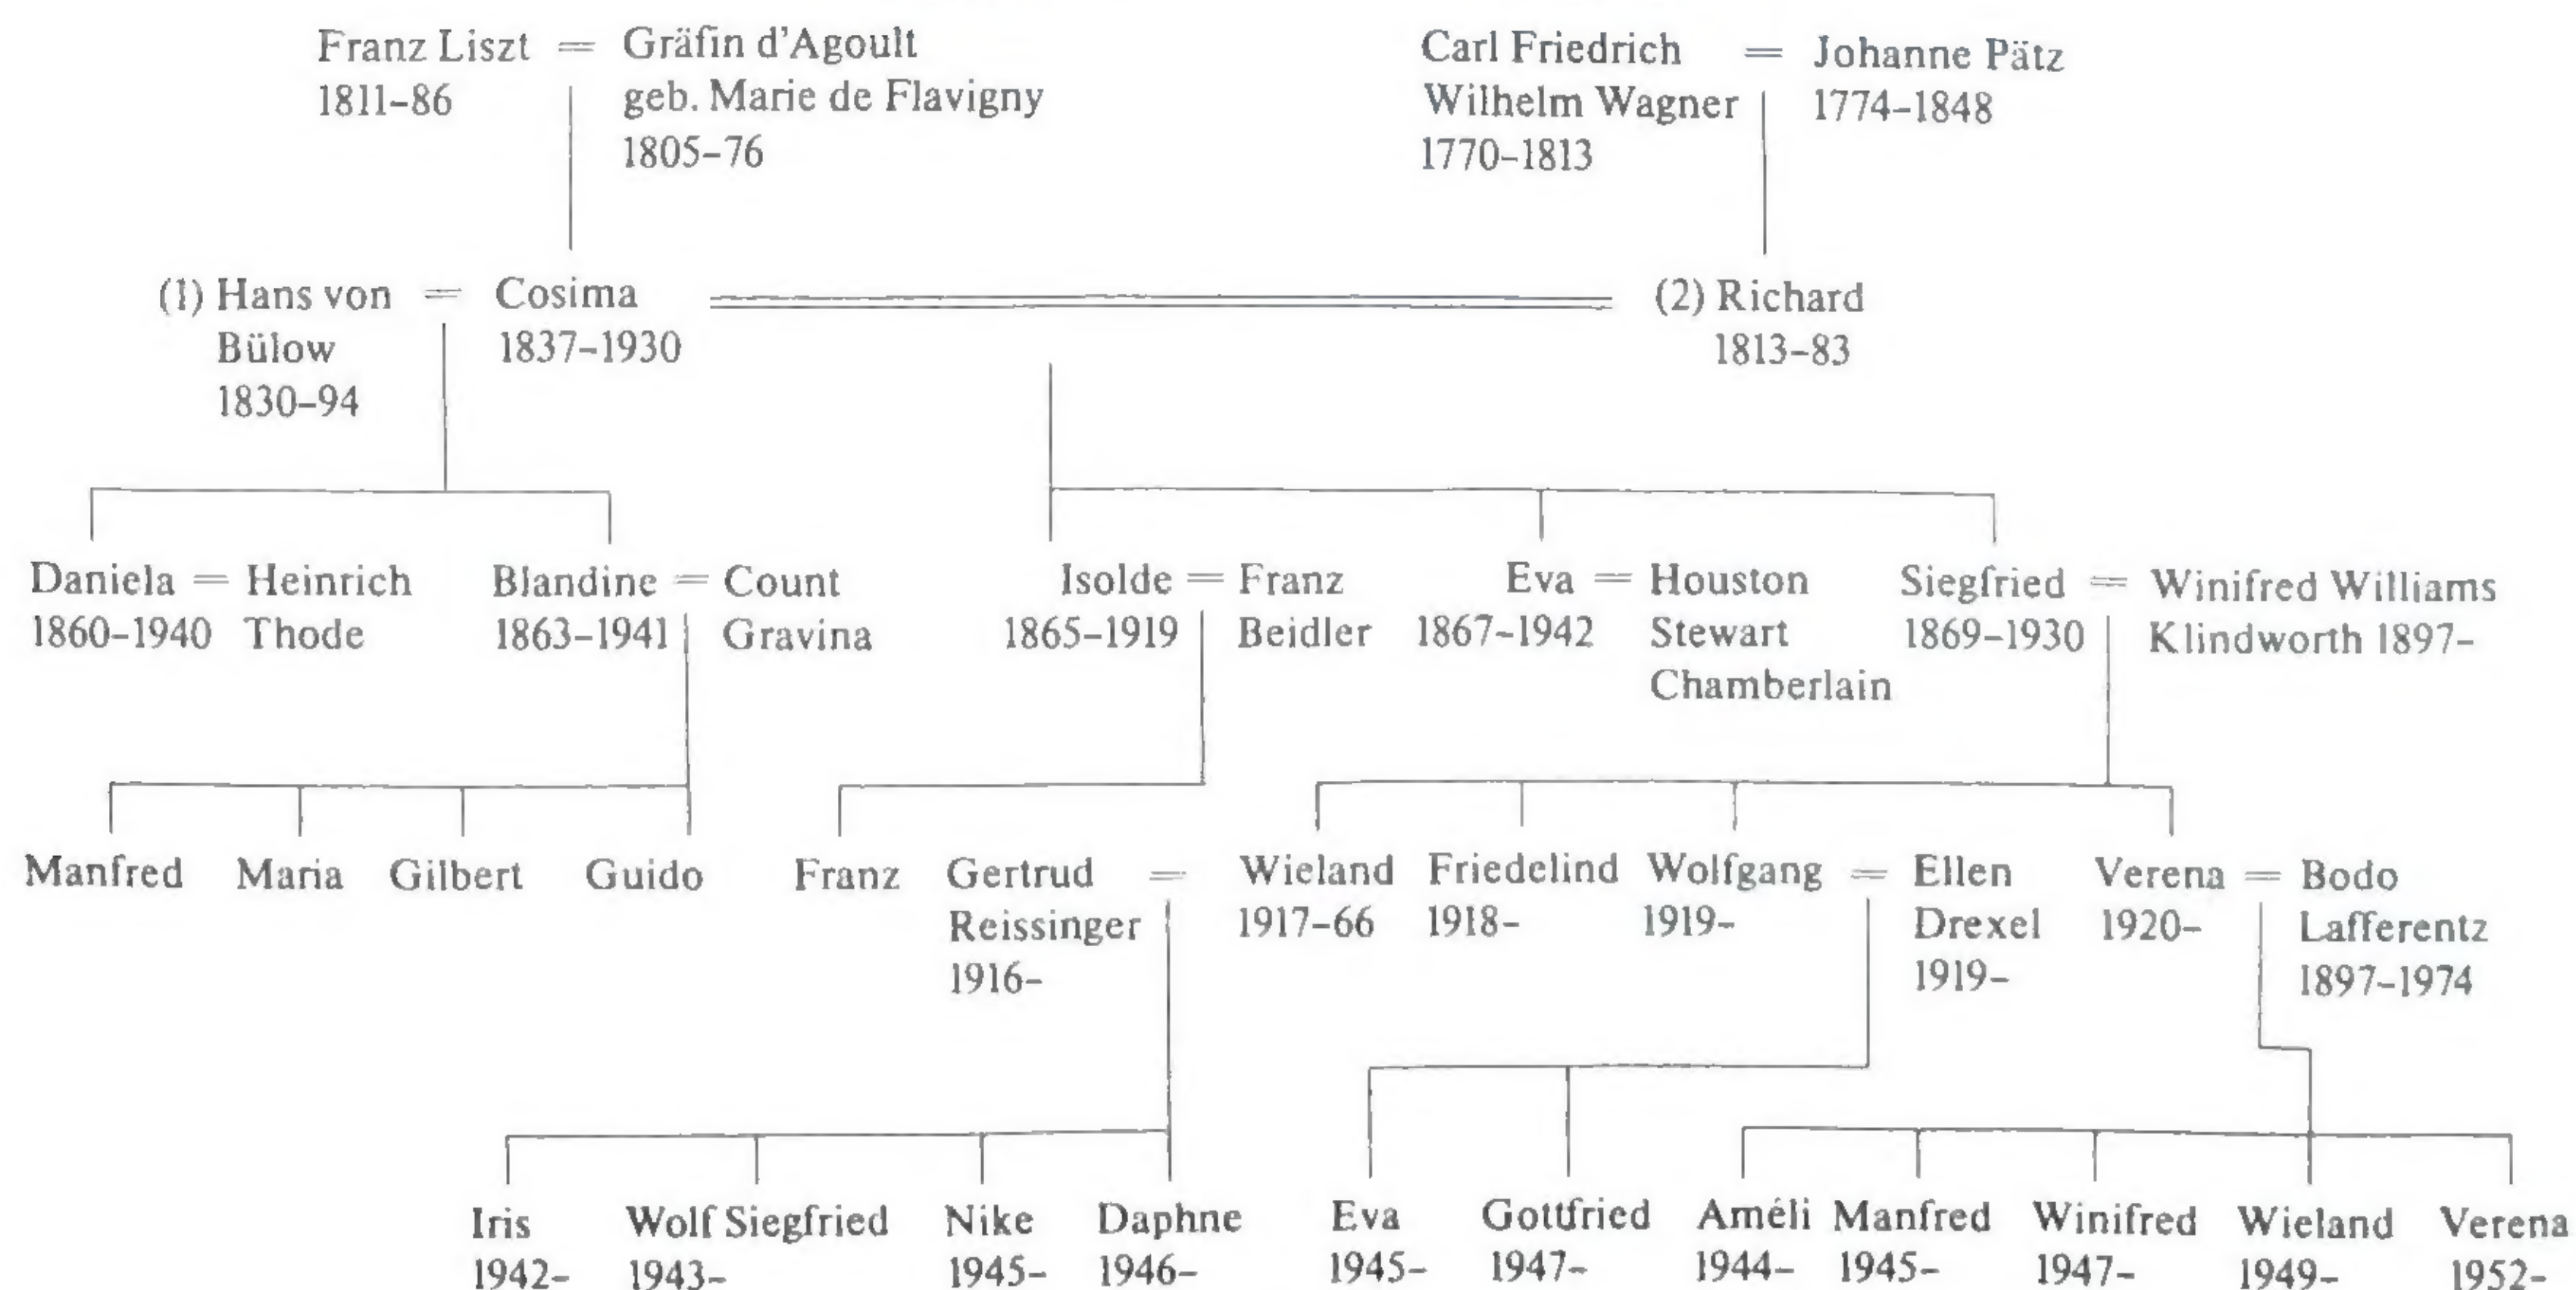 Franz Liszt = Gräfin d'Agoult
1811–86 geb. Marie de Flavigny
1805–76
Carl Friedrich = Johanne Pätz
Wilhelm Wagner 1774–1848
1770–1813
(1) Hans von = Cosima (2) Richard
Bülow 1837–1930 1813–83
1830–94
Daniela = Heinrich Blandine = Count Isolde = Franz Eva = Houston Siegfried = Winifred Williams
1860–1940 Thode 1863–1941 Gravina 1865–1919 Beidler 1867–1942 Stewart 1869–1930 Klindworth 1897–
Chamberlain
Manfred Maria Gilbert Guido Franz Gertrud = Wieland Friedelind Wolfgang = Ellen Verena = Bodo
Reissinger 1917–66 1918– 1919– Drexel 1920– Lafferentz
1916– 1919– 1897–1974
Iris Wolf Siegfried Nike Daphne Eva Gottfried Améli Manfred Winifred Wieland Verena
1942– 1943– 1945– 1946– 1945– 1947– 1944– 1945– 1947– 1949– 1952–